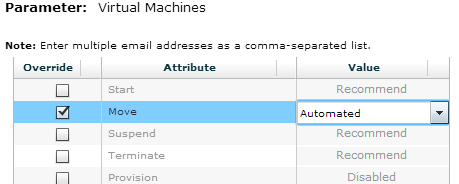 Parameter: Virtual Machines
Note: Enter multiple email addresses as a comma-separated list.
Override Attribute Value
Start Recommend
Move Automated
Suspend Recommend
Terminate Recommend
Provision Disabled